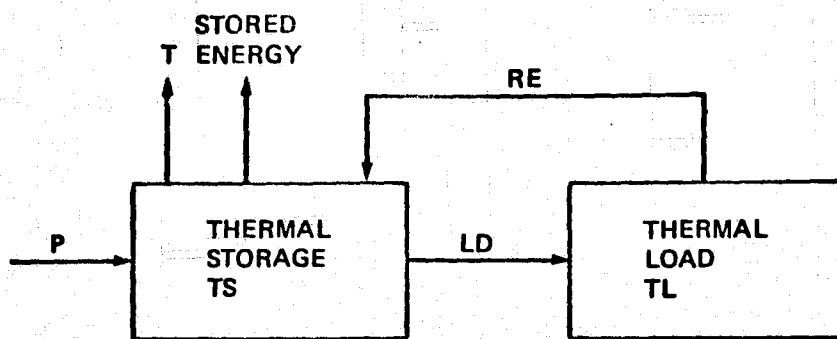 STORED
T ENERGY
RE
P
THERMAL
STORAGE
TS
LD
THERMAL
LOAD
TL